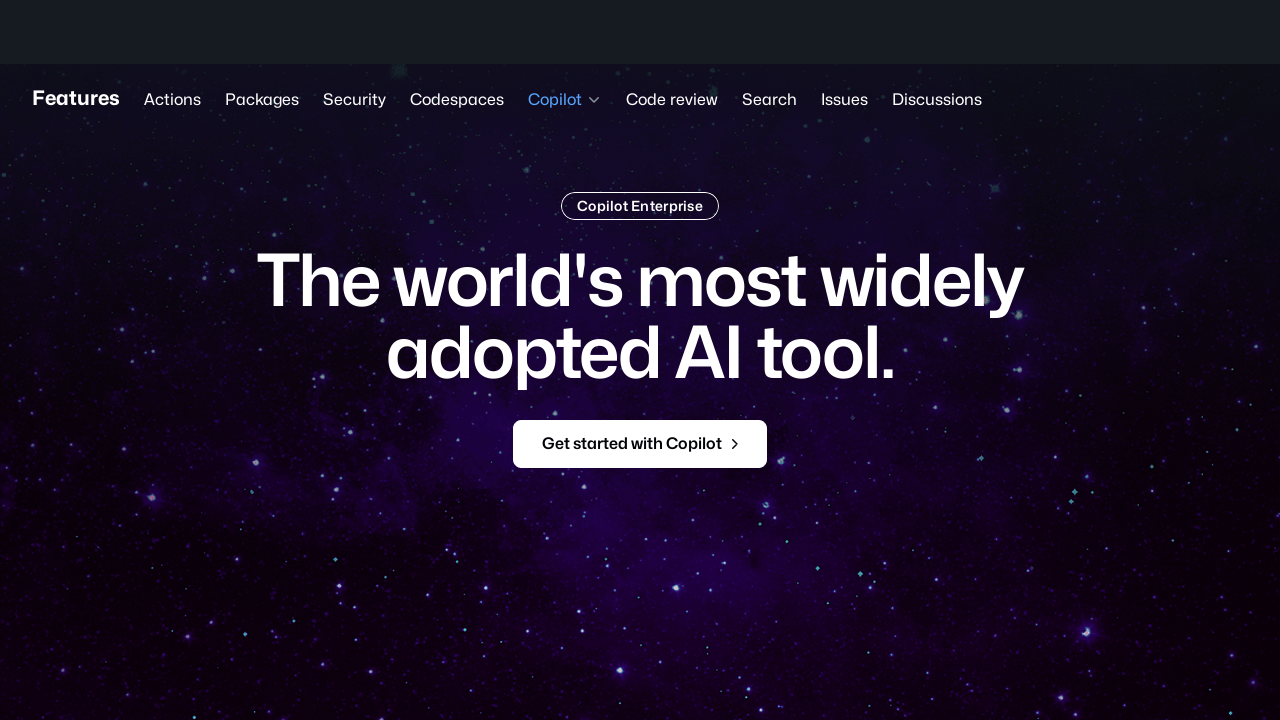 Features Actions Packages Security Codespaces Copilot Code review Search Issues Discussions
Copilot Enterprise
The world's most widely
adopted AI tool.
Get started with Copilot